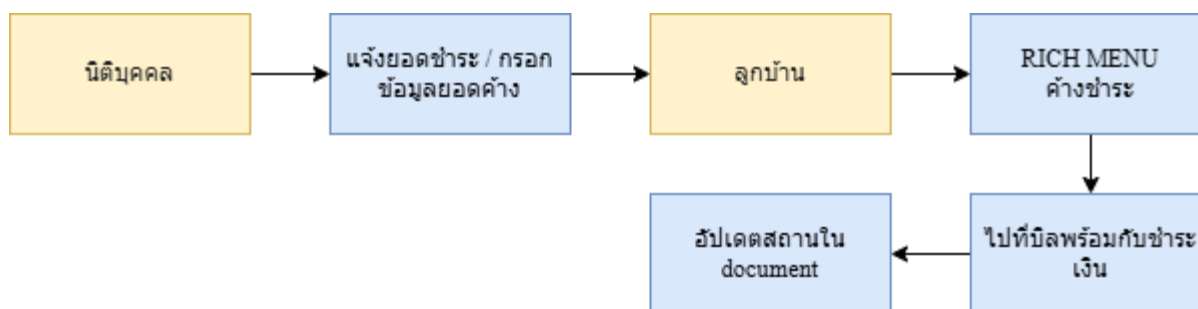 นิติบุคคล
แจ้งยอดชำระ / กรอก
ข้อมูลยอดค้าง
ลูกบ้าน
RICH MENU
ค้างชำระ
อัปเดตสถานใน
document
ไปที่บิลพร้อมกับชำระ
เงิน